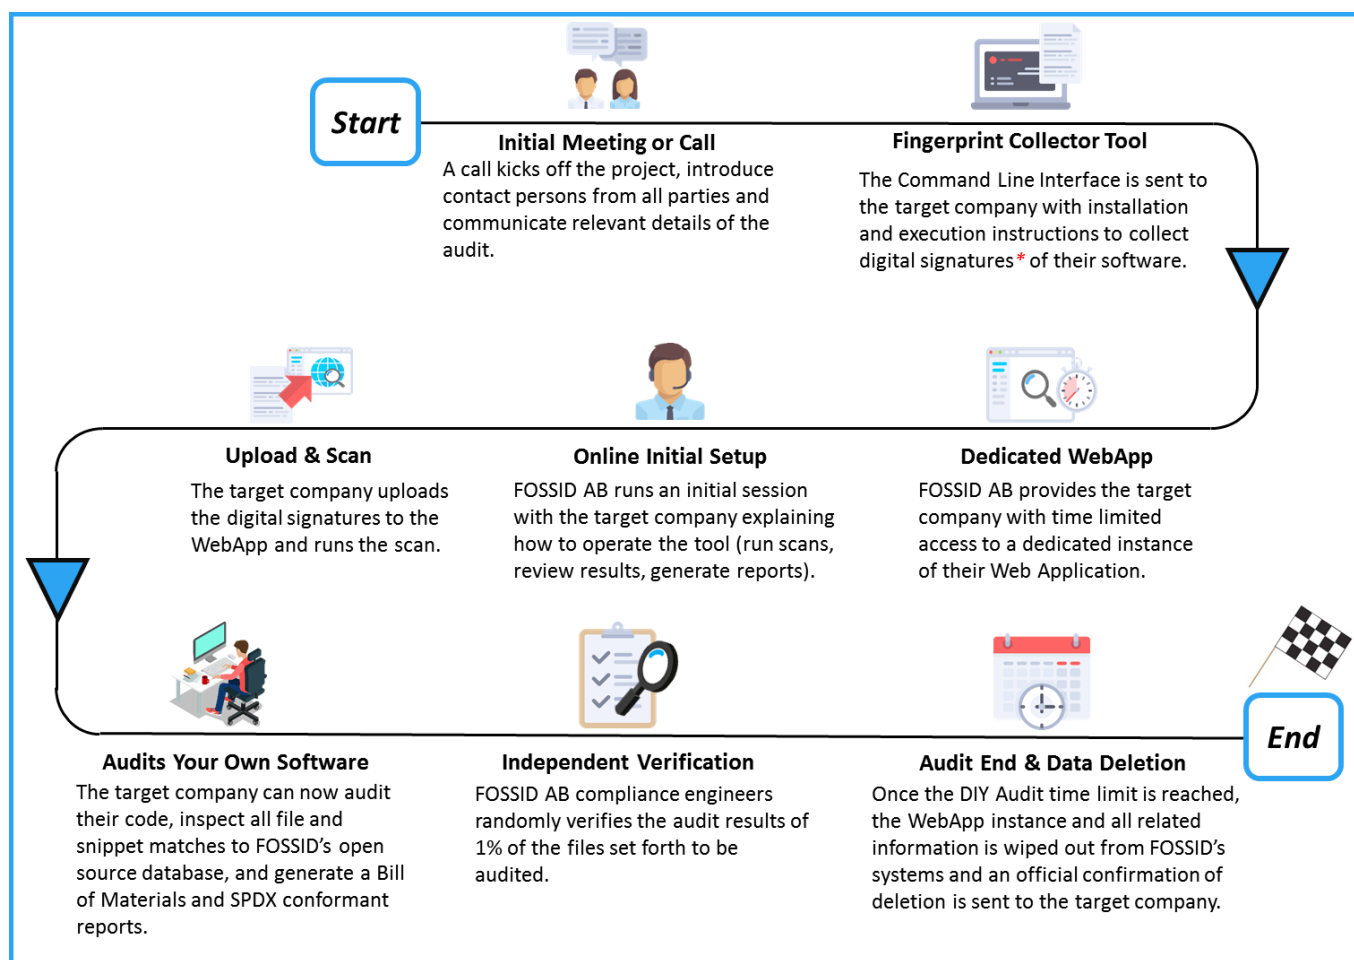 Start
Initial Meeting or Call
A call kicks off the project, introduce
contact persons from all parties and
communicate relevant details of the
audit.
Fingerprint Collector Tool
The Command Line Interface is sent to
the target company with installation
and execution instructions to collect
digital signatures* of their software.
Dedicated WebApp
FOSSID AB provides the target
company with time limited
access to a dedicated instance
of their Web Application.
Online Initial Setup
FOSSID AB runs an initial session
with the target company explaining
how to operate the tool (run scans,
review results, generate reports).
Upload & Scan
The target company uploads
the digital signatures to the
WebApp and runs the scan.
Audits Your Own Software
The target company can now audit
their code, inspect all file and
snippet matches to FOSSID’s open
source database, and generate a Bill
of Materials and SPDX conformant
reports.
Independent Verification
FOSSID AB compliance engineers
randomly verifies the audit results of
1% of the files set forth to be
audited.
Audit End & Data Deletion
Once the DIY Audit time limit is reached,
the WebApp instance and all related
information is wiped out from FOSSID’s
systems and an official confirmation of
deletion is sent to the target company.
End